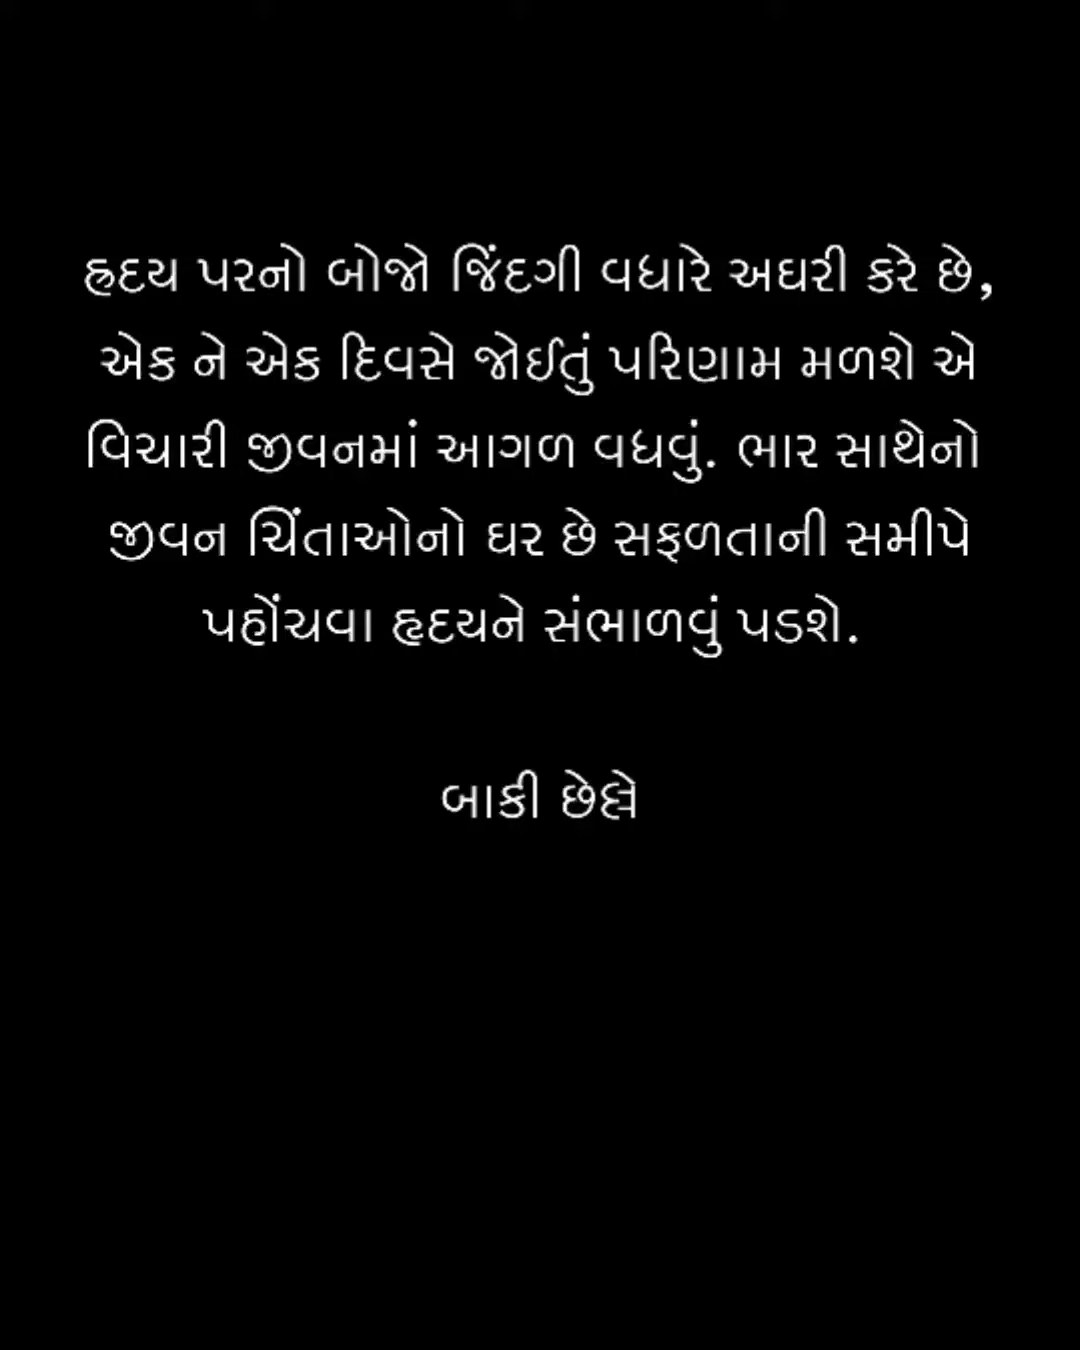 હ્રદય પરનો બોજો જિંદગી વધારે અઘરી કરે છે,
એક ને એક દિવસે જોઈતું પરિણામ મળશે એ
વિચારી જીવનમાં આગળ વધવું. ભાર સાથેનો
જીવન ચિંતાઓનો ઘર છે સફળતાની સમીપે
પહોંચવા હૃદયને સંભાળવું પડશે.
બાકી છેલ્લે